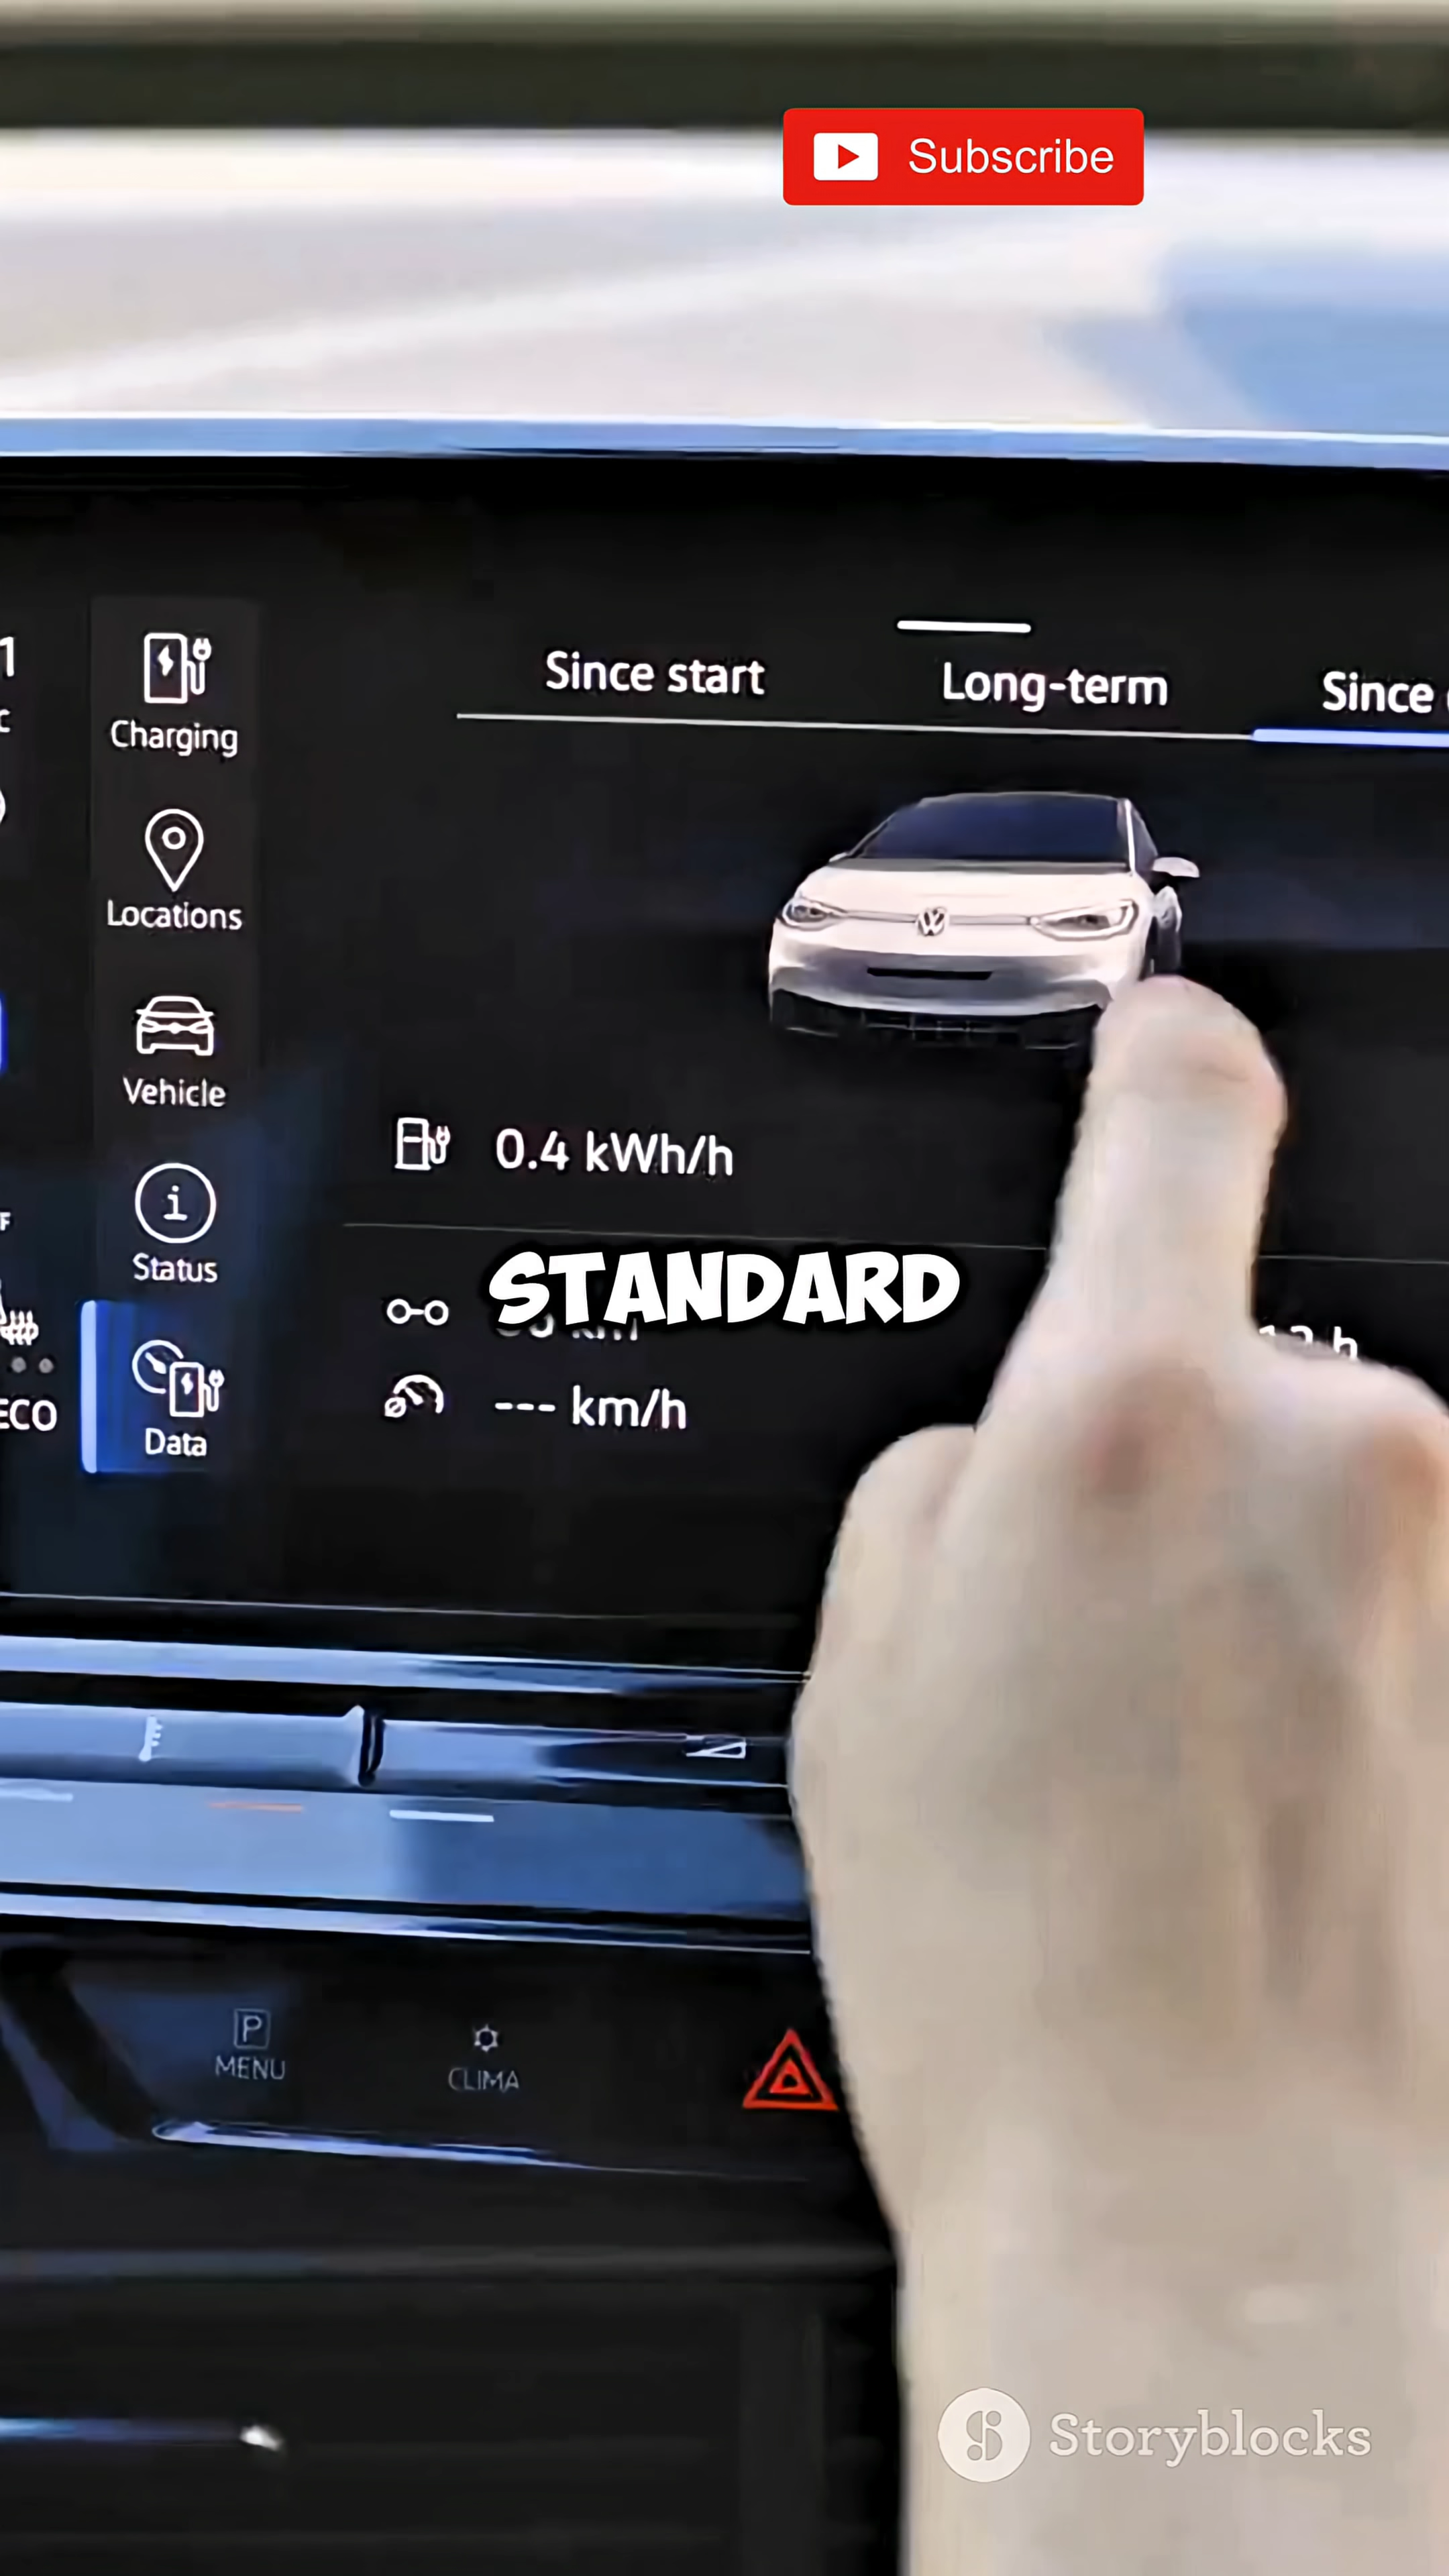 Subscribe
Since start
Long-term
Since
Charging
Locations
Vehicle
0.4 kWh/h
Status
STANDARD
--- km/h
ECO
Data
P
MENU
CLIMA
Storyblocks